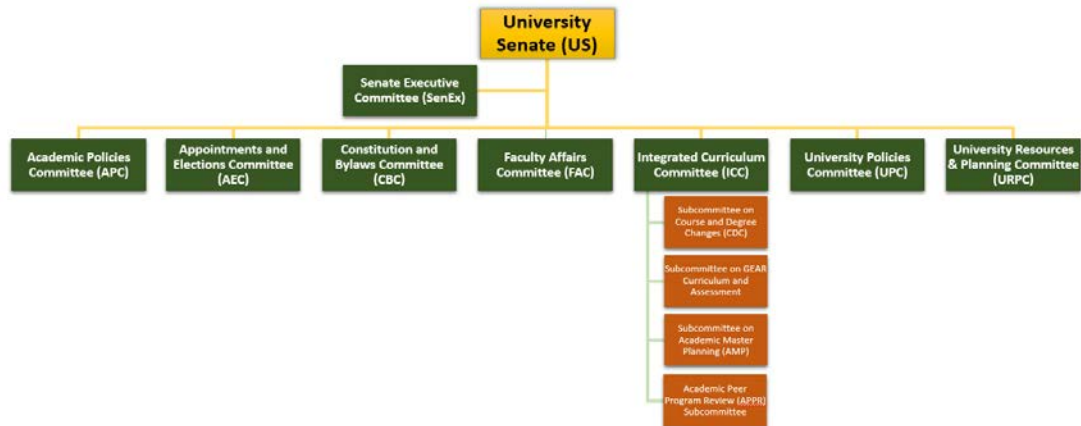 University
Senate (US)
Senate Executive
Committee (SenEx)
Academic Policies
Committee (APC)
Appointments and
Elections Committee
(AEC)
Constitution and
Bylaws Committee
(CBC)
Faculty Affairs
Committee (FAC)
Integrated Curriculum
Committee (ICC)
University Policies
Committee (UPC)
University Resources
& Planning Committee
(URPC)
Subcommittee on
Course and Degree
Changes (CDC)
Subcommittee on GEAR
Curriculum and
Assessment
Subcommittee on
Academic Master
Planning (AMP)
Academic Peer
Program Review (APPR)
Subcommittee